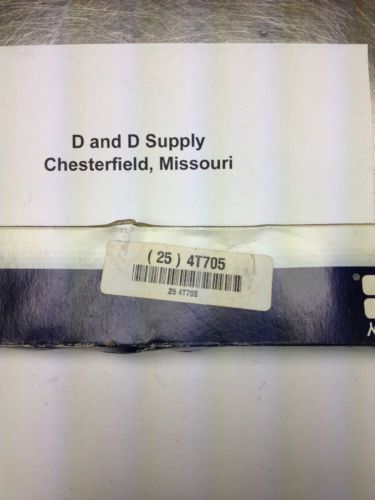 D and D Supply
Chesterfield, Missouri
( 25 ) 4T705
25 4T705
®